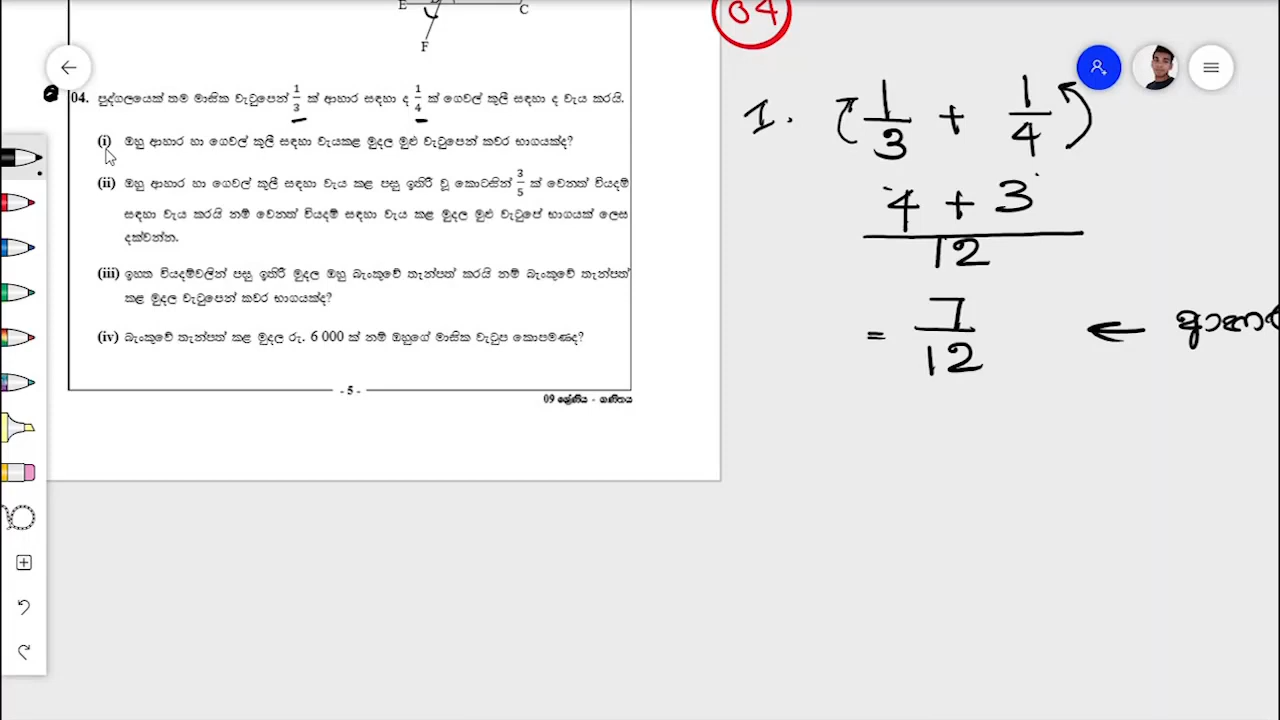 E
C
F
04
04. පුද්ගලයෙක් තම මාසික වැටුපෙන් 1/3 ක් ආහාර සඳහා ද 1/4 ක් ගෙවල් කුලී සඳහා ද වැය කරයි.
(i) ඔහු ආහාර හා ගෙවල් කුලී සඳහා වැයකළ මුදල මුළු වැටුපෙන් කවර භාගයක්ද?
(ii) ඔහු ආහාර හා ගෙවල් කුලී සඳහා වැය කළ පසු ඉතිරි වූ කොටසින් 3/5 ක් වෙනත් වියදම්
සඳහා වැය කරයි නම් වෙනත් වියදම් සඳහා වැය කළ මුදල මුළු වැටුපේ භාගයක් ලෙස
දක්වන්න.
(iii) ඉහත වියදම්වලින් පසු ඉතිරි මුදල ඔහු බැංකුවේ තැන්පත් කරයි නම් බැංකුවේ තැන්පත්
කළ මුදල වැටුපෙන් කවර භාගයක්ද?
(iv) බැංකුවේ තැන්පත් කළ මුදල රු. 6 000 ක් නම් ඔහුගේ මාසික වැටුප කොපමණද?
- 5 -
09 ශ්‍රේණිය - ගණිතය
I. (1/3 + 1/4)
4 + 3
12
= 7/12 ←